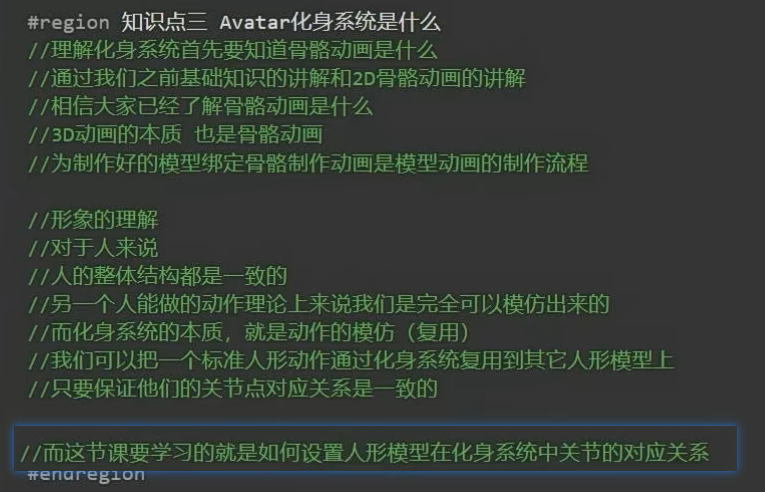 #region 知识点三 Avatar化身系统是什么
//理解化身系统首先要知道骨骼动画是什么
//通过我们之前基础知识的讲解和2D骨骼动画的讲解
//相信大家已经了解骨骼动画是什么
//3D动画的本质 也是骨骼动画
//为制作好的模型绑定骨骼制作动画是模型动画的制作流程
//形象的理解
//对于人来说
//人的整体结构都是一致的
//另一个人能做的动作理论上来说我们是完全可以模仿出来的
//而化身系统的本质，就是动作的模仿（复用）
//我们可以把一个标准人形动作通过化身系统复用到其它人形模型上
//只要保证他们的关节点对应关系是一致的
//而这节课要学习的就是如何设置人形模型在化身系统中关节的对应关系
#endregion